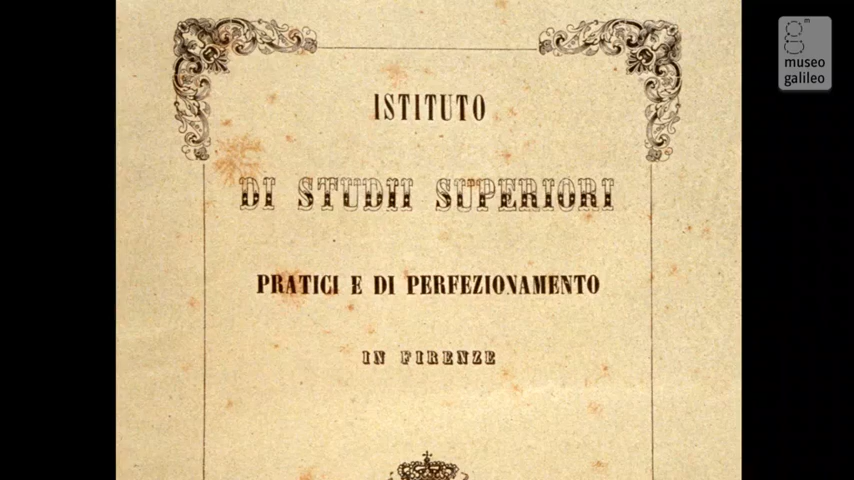 ISTITUTO
DI STUDII SUPERIORI
PRATICI E DI PERFEZIONAMENTO
IN FIRENZE
m
g
museo
galileo